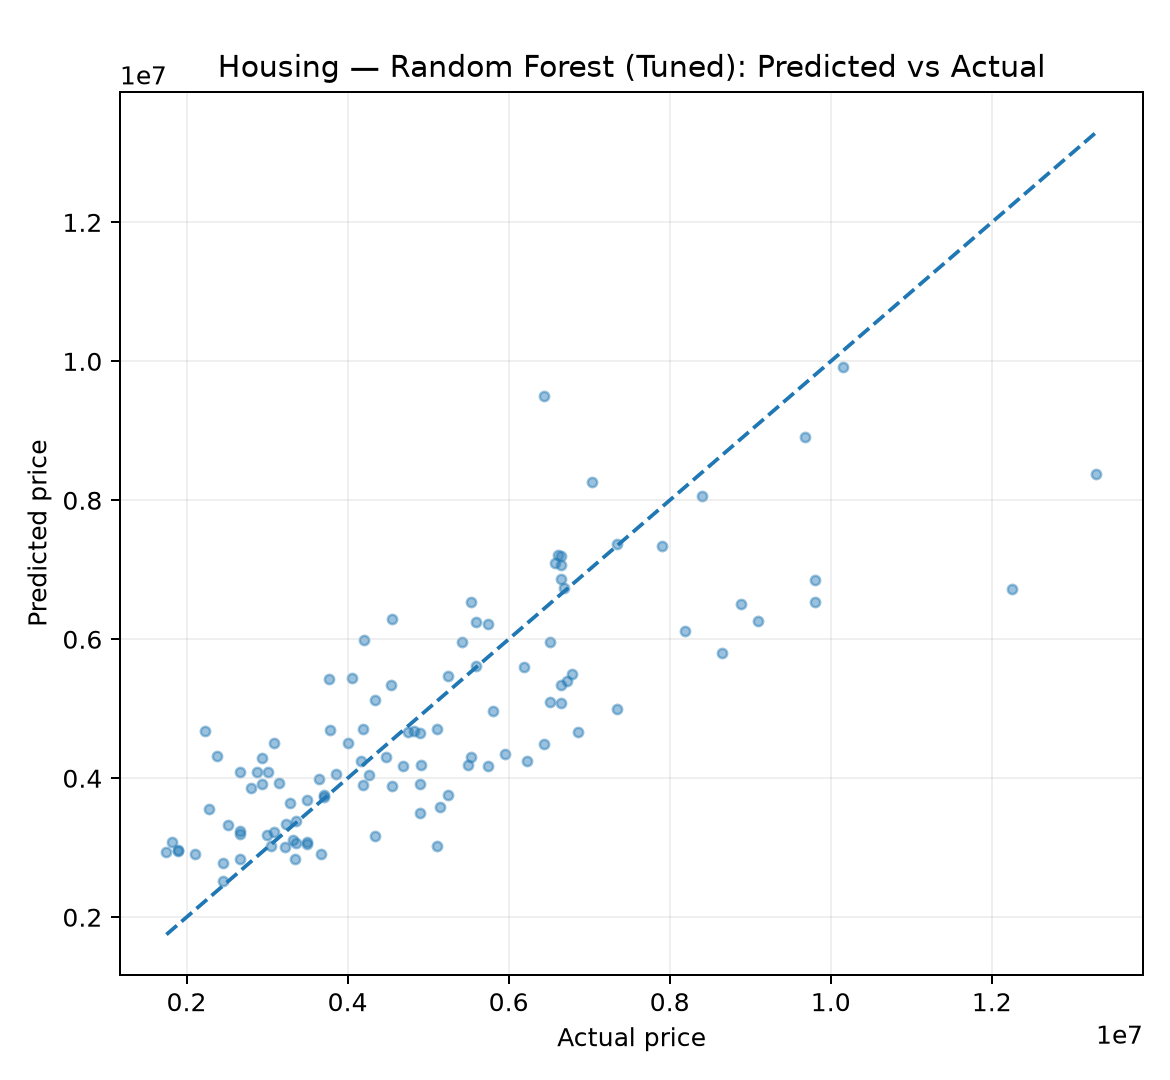 Housing — Random Forest (Tuned): Predicted vs Actual
1e7
1.2
1.0
0.8
0.6
0.4
0.2
Predicted price
0.2 0.4 0.6 0.8 1.0 1.2
1e7
Actual price